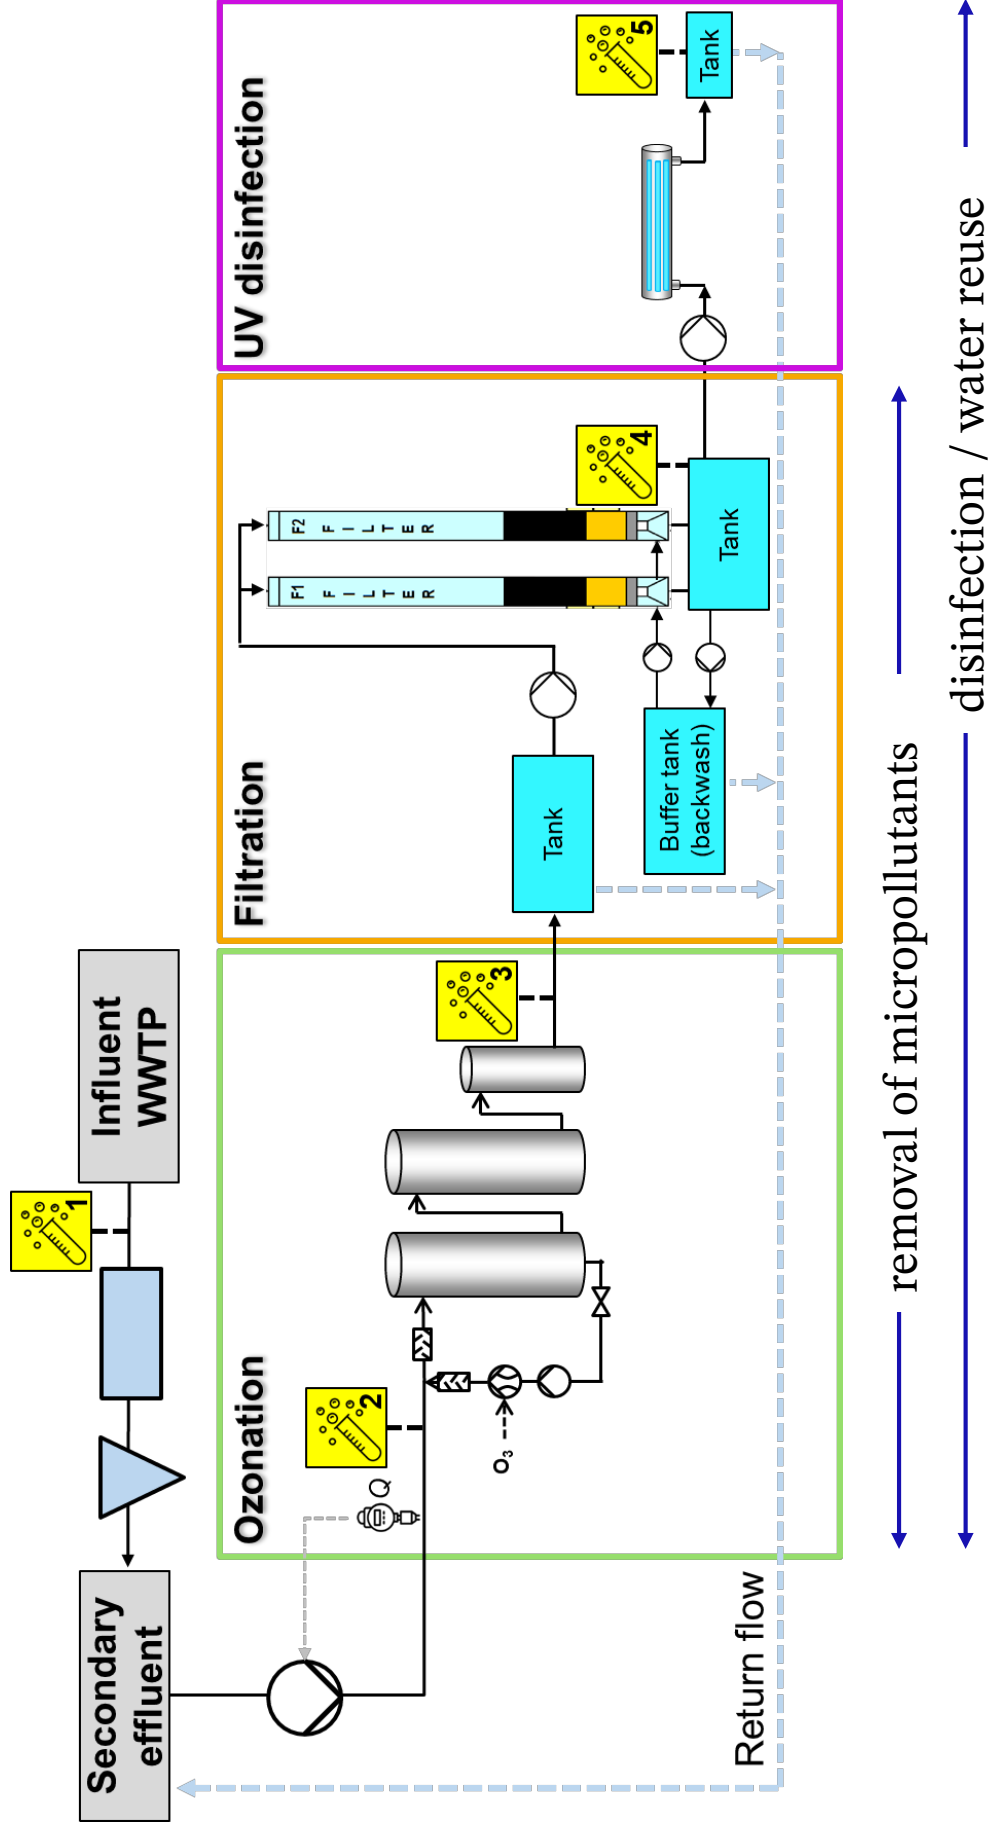 Influent
WWTP
1
Secondary
effluent
Ozonation
Q
2
O₃
3
Filtration
Tank
F1
FILTER
F2
FILTER
Buffer tank
(backwash)
4
Tank
UV disinfection
5
Tank
Return flow
removal of micropollutants
disinfection / water reuse